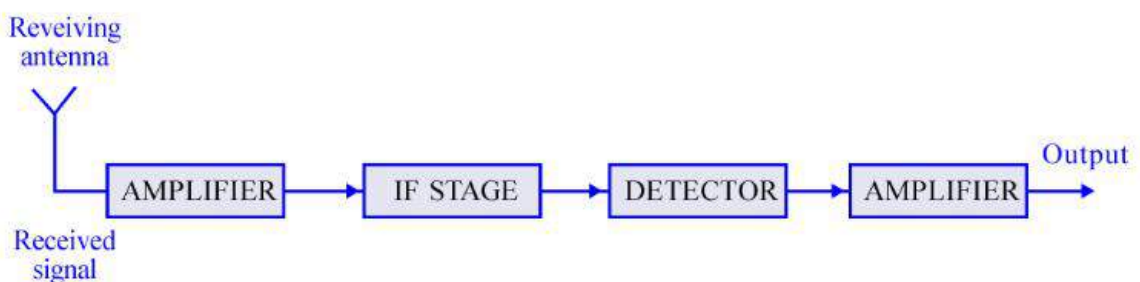 Reveiving
antenna
AMPLIFIER
IF STAGE
DETECTOR
AMPLIFIER
Output
Received
signal